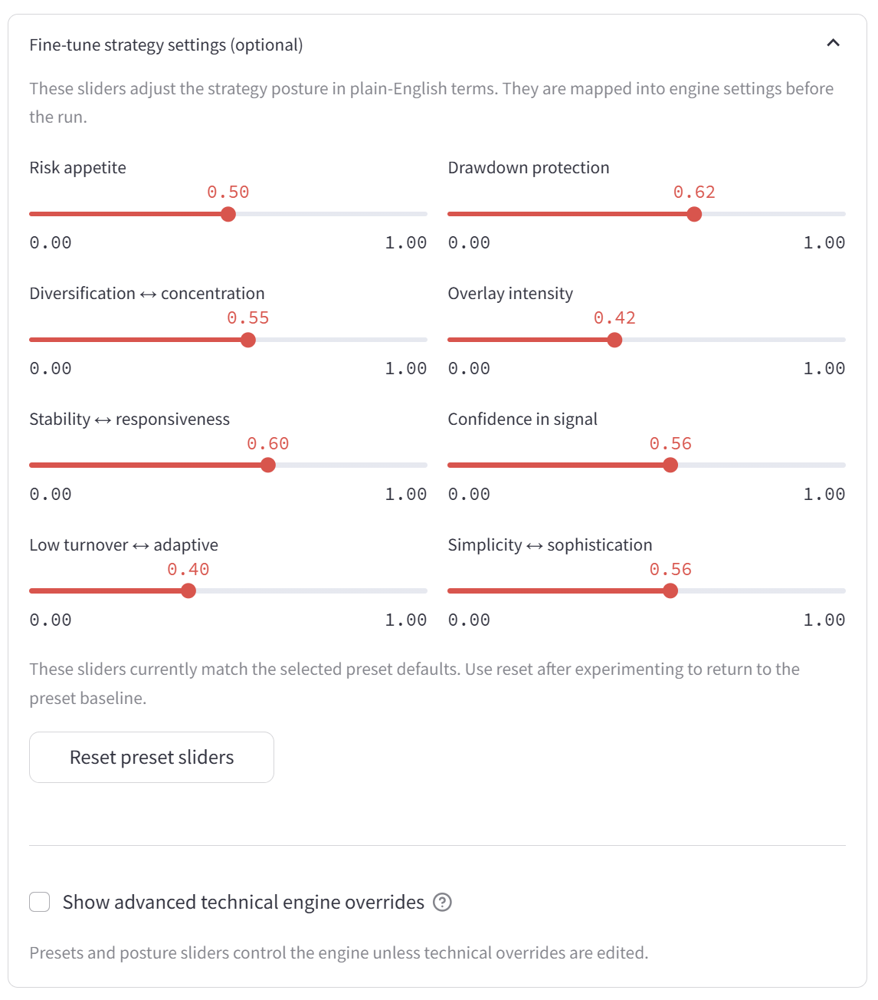 Fine-tune strategy settings (optional)
These sliders adjust the strategy posture in plain-English terms. They are mapped into engine settings before
the run.
Risk appetite
0.50
0.00 1.00
Drawdown protection
0.62
0.00 1.00
Diversification ↔ concentration
0.55
0.00 1.00
Overlay intensity
0.42
0.00 1.00
Stability ↔ responsiveness
0.60
0.00 1.00
Confidence in signal
0.56
0.00 1.00
Low turnover ↔ adaptive
0.40
0.00 1.00
Simplicity ↔ sophistication
0.56
0.00 1.00
These sliders currently match the selected preset defaults. Use reset after experimenting to return to the
preset baseline.
Reset preset sliders
Show advanced technical engine overrides ?
Presets and posture sliders control the engine unless technical overrides are edited.